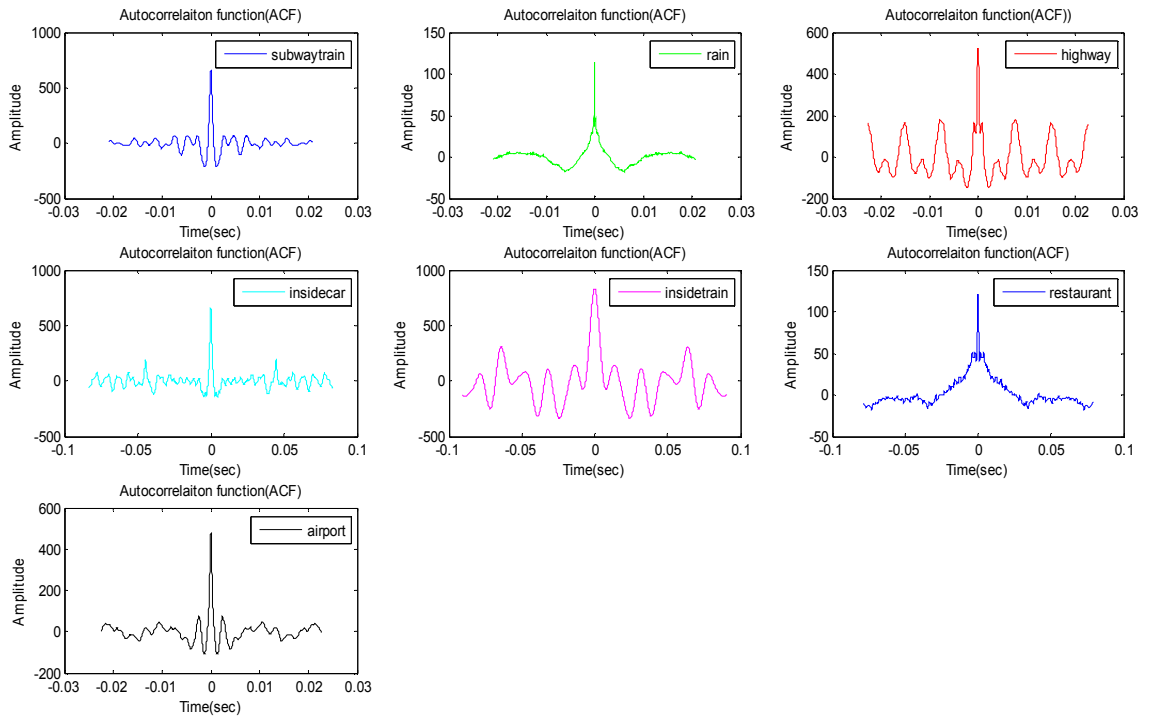 Autocorrelaiton function(ACF)
Autocorrelaiton function(ACF)
Autocorrelaiton function(ACF))
1000
500
0
-500
Amplitude
subwaytrain
-0.03 -0.02 -0.01 0 0.01 0.02 0.03
Time(sec)
150
100
50
0
-50
Amplitude
rain
-0.03 -0.02 -0.01 0 0.01 0.02 0.03
Time(sec)
600
400
200
0
-200
Amplitude
highway
-0.03 -0.02 -0.01 0 0.01 0.02 0.03
Time(sec)
Autocorrelaiton function(ACF)
Autocorrelaiton function(ACF)
Autocorrelaiton function(ACF)
1000
500
0
-500
Amplitude
insidecar
-0.1 -0.05 0 0.05 0.1
Time(sec)
1000
500
0
-500
Amplitude
insidetrain
-0.1 -0.05 0 0.05 0.1
Time(sec)
150
100
50
0
-50
Amplitude
restaurant
-0.1 -0.05 0 0.05 0.1
Time(sec)
Autocorrelaiton function(ACF)
600
400
200
0
-200
Amplitude
airport
-0.03 -0.02 -0.01 0 0.01 0.02 0.03
Time(sec)